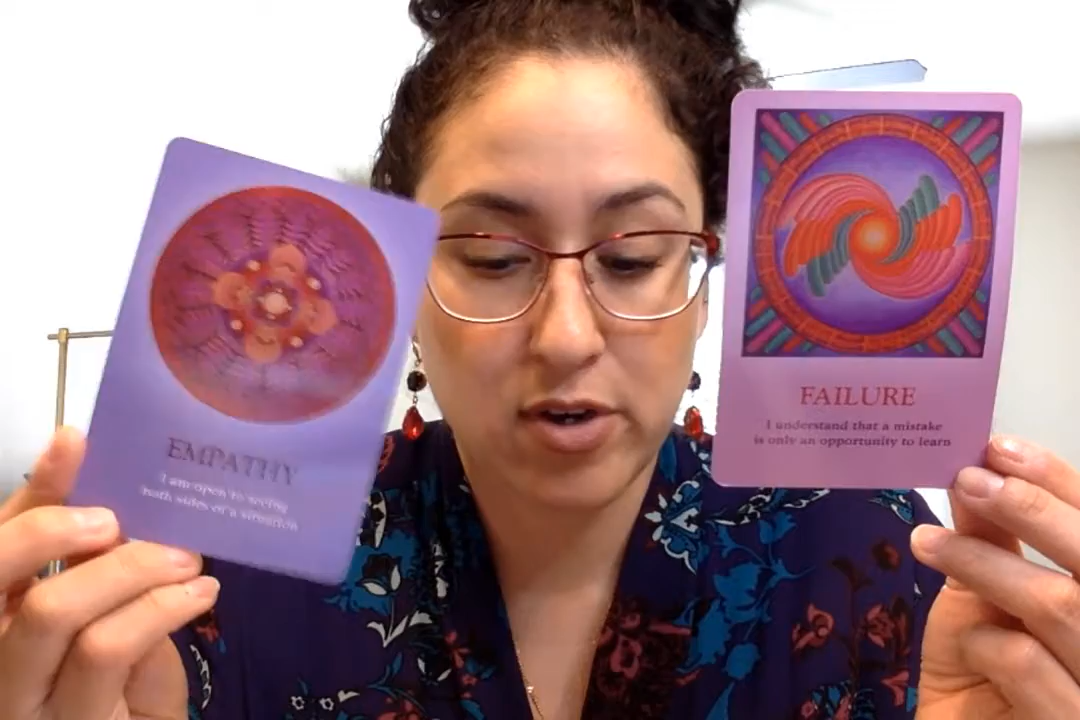 EMPATHY
I am open to seeing
both sides of a situation
FAILURE
I understand that a mistake
is only an opportunity to learn